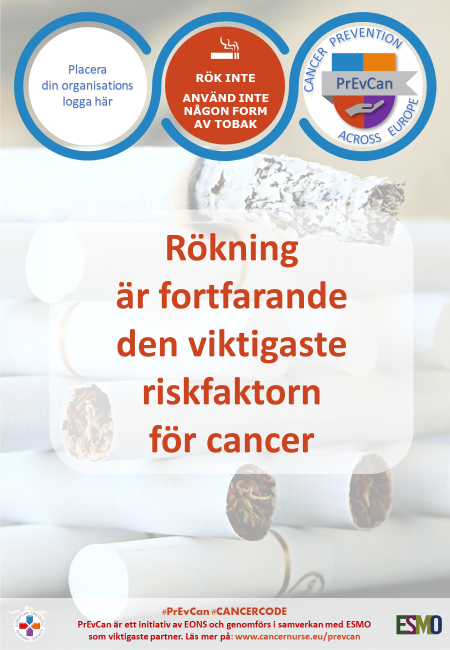 Placera
din organisations
logga här
RÖK INTE
ANVÄND INTE
NÅGON FORM
AV TOBAK
CANCER PREVENTION
PrEvCan
ACROSS EUROPE
Rökning
är fortfarande
den viktigaste
riskfaktorn
för cancer
#PrEvCan #CANCERCODE
PrEvCan är ett initiativ av EONS och genomförs i samverkan med ESMO
som viktigaste partner. Läs mer på: www.cancernurse.eu/prevcan
ESMO